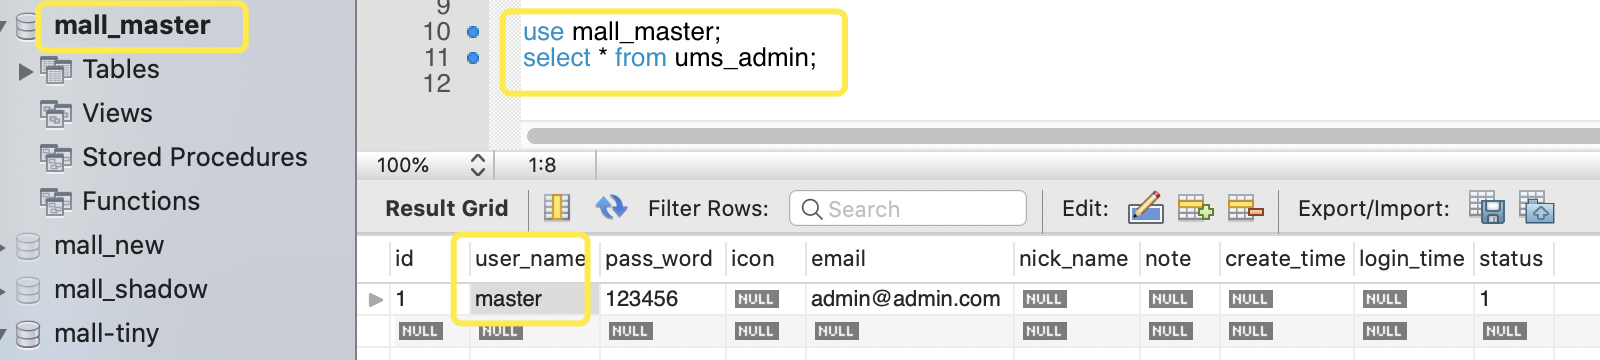 mall_master
Tables
Views
Stored Procedures
Functions
mall_new
mall_shadow
mall-tiny
9
10 use mall_master;
11 select * from ums_admin;
12
100% 1:8
Result Grid Filter Rows: Search Edit: Export/Import:
id user_name pass_word icon email nick_name note create_time login_time status
1 master 123456 NULL admin@admin.com NULL NULL NULL NULL 1
NULL NULL NULL NULL NULL NULL NULL NULL NULL NULL